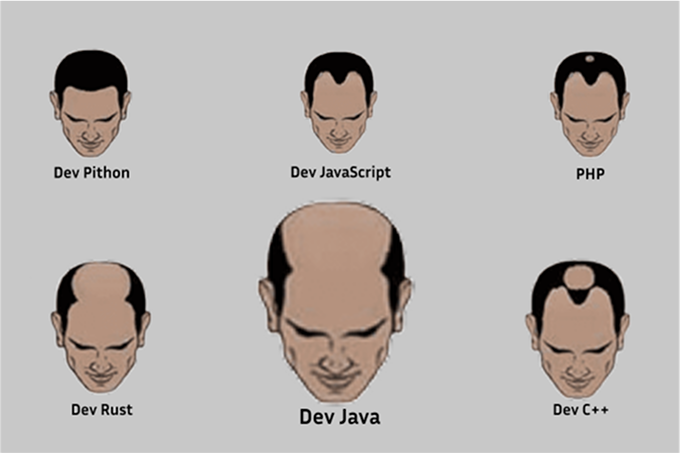 Dev Pithon
Dev JavaScript
PHP
Dev Rust
Dev Java
Dev C++